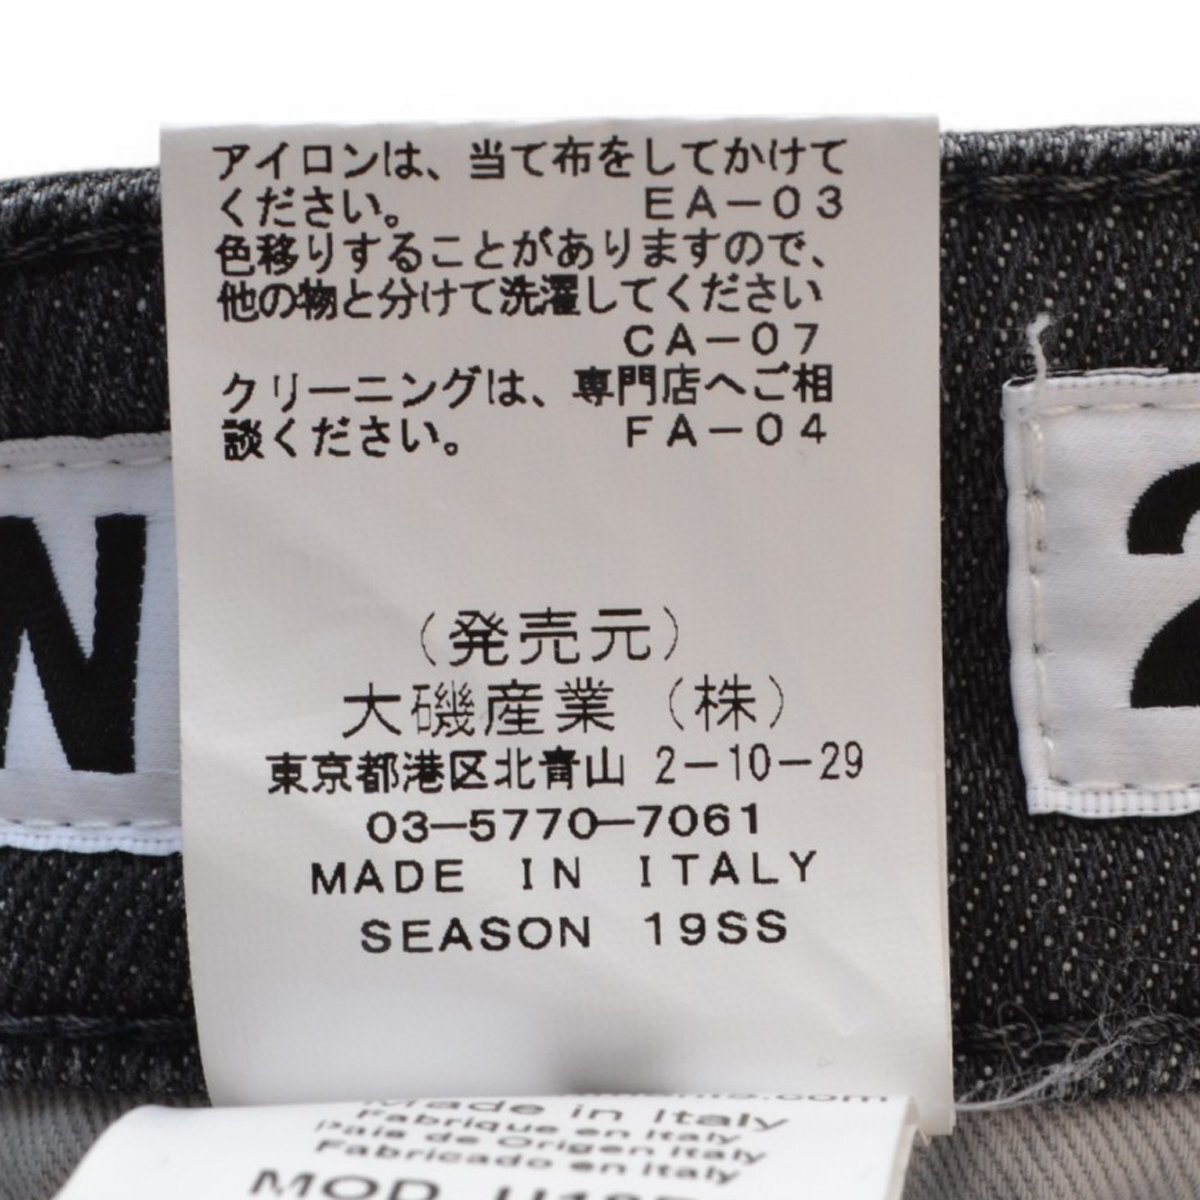 アイロンは、当て布をしてかけて
ください。 EA-03
色移りすることがありますので、
他の物と分けて洗濯してください
CA-07
クリーニングは、専門店へご相
談ください。 FA-04
W
2
(発売元)
大磯産業(株)
東京都港区北青山 2-10-29
03-5770-7061
MADE IN ITALY
SEASON 19SS
Made in Italy
Fabrique en Italy
Pais de Origen Italy
Fabricado en Italy
MOD